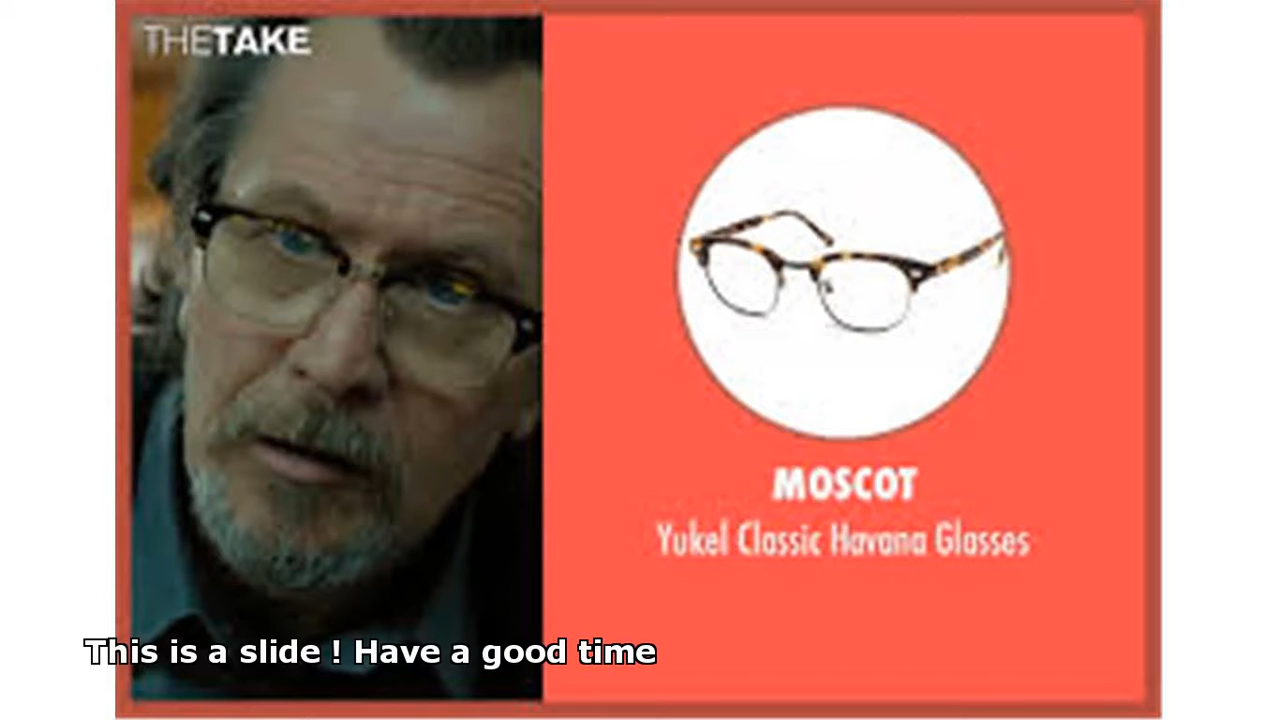 THETAKE
MOSCOT
Yukel Classic Havana Glasses
This is a slide ! Have a good time